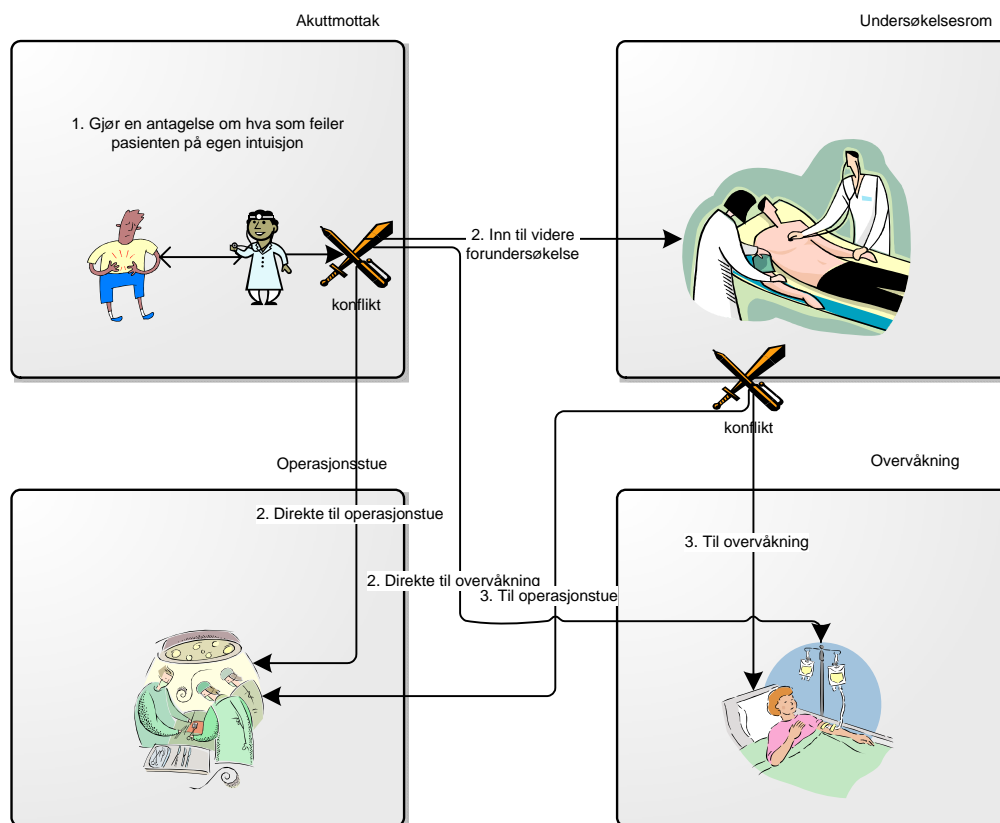 Akuttmottak
Undersøkelsesrom
1. Gjør en antagelse om hva som feiler
pasienten på egen intuisjon
2. Inn til videre
forundersøkelse
konflikt
konflikt
Operasjonsstue
Overvåkning
2. Direkte til operasjonstue
3. Til overvåkning
2. Direkte til overvåkning
3. Til operasjonstue